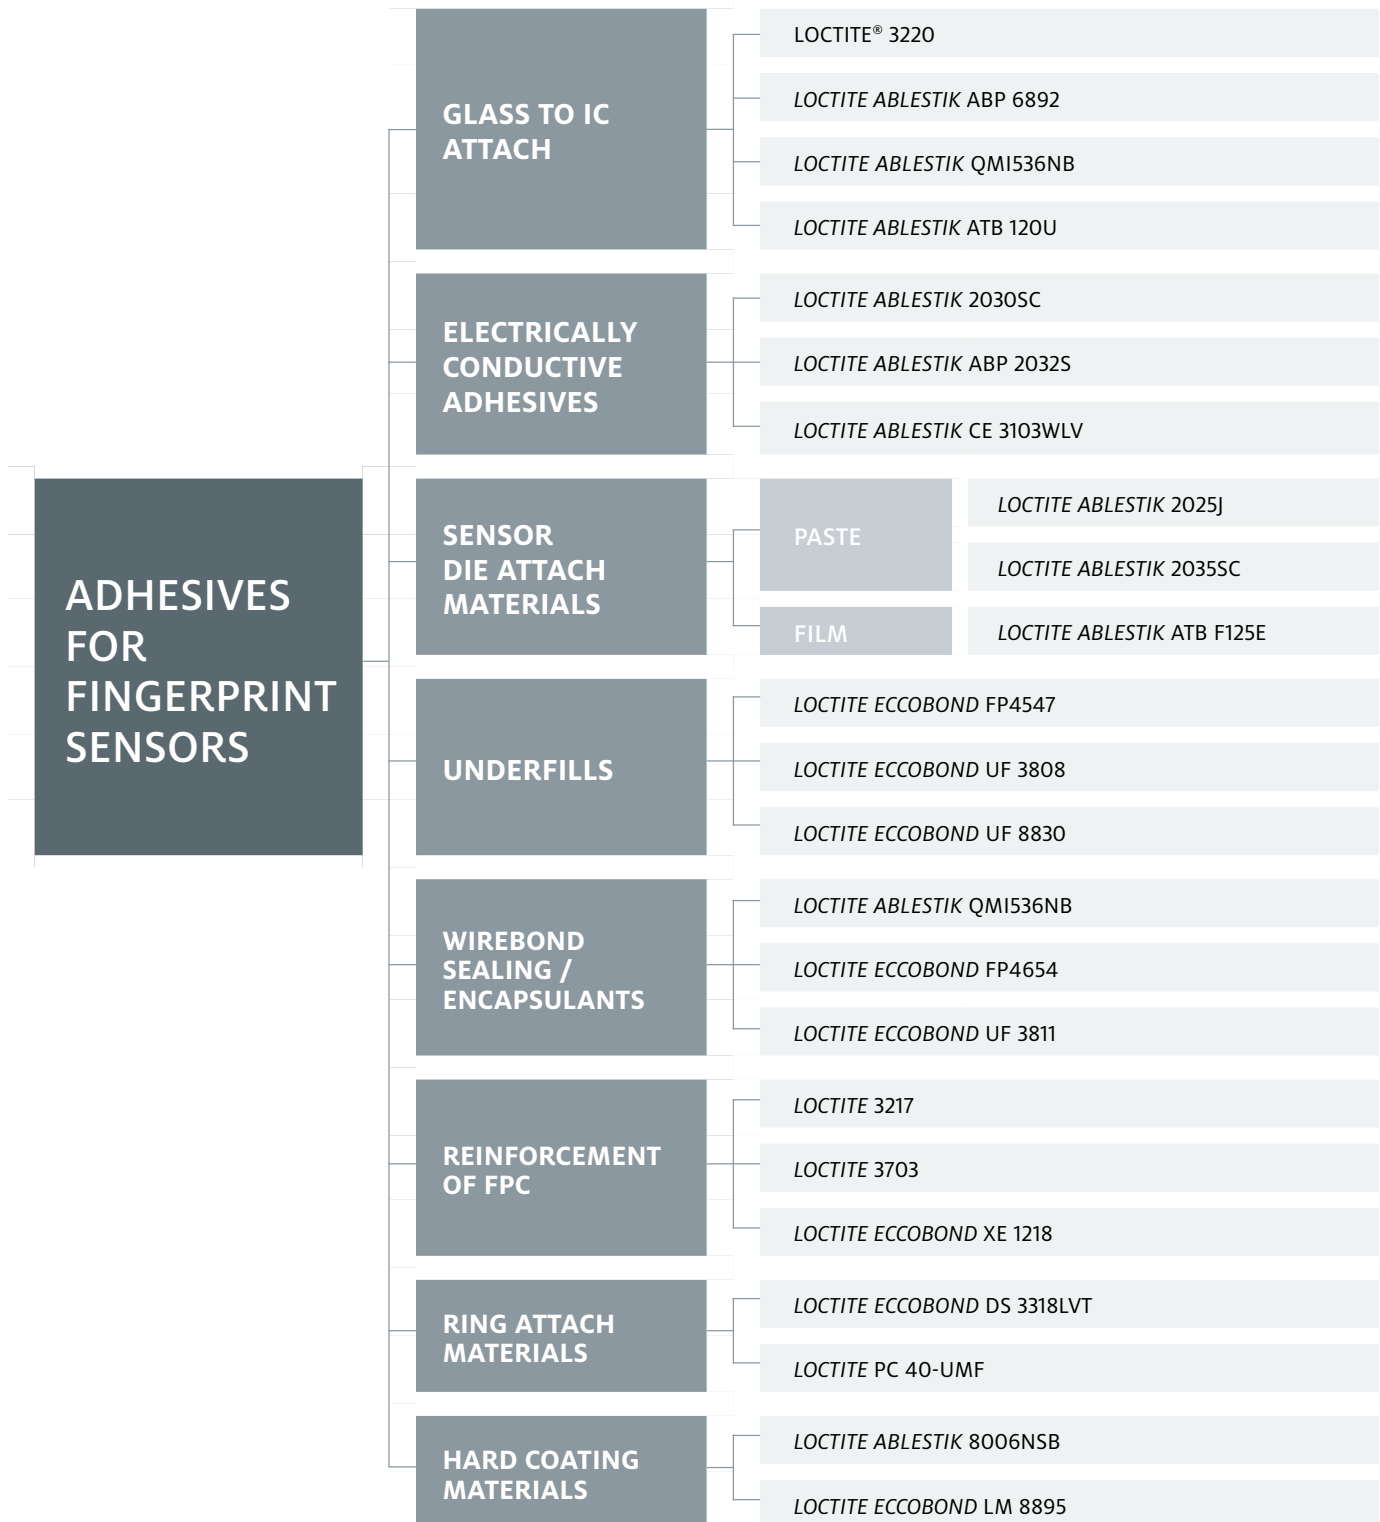 ADHESIVES
FOR
FINGERPRINT
SENSORS
GLASS TO IC
ATTACH
LOCTITE® 3220
LOCTITE ABLESTIK ABP 6892
LOCTITE ABLESTIK QMI536NB
LOCTITE ABLESTIK ATB 120U
ELECTRICALLY
CONDUCTIVE
ADHESIVES
LOCTITE ABLESTIK 2030SC
LOCTITE ABLESTIK ABP 2032S
LOCTITE ABLESTIK CE 3103WLV
SENSOR
DIE ATTACH
MATERIALS
PASTE
LOCTITE ABLESTIK 2025J
LOCTITE ABLESTIK 2035SC
FILM
LOCTITE ABLESTIK ATB F125E
UNDERFILLS
LOCTITE ECCOBOND FP4547
LOCTITE ECCOBOND UF 3808
LOCTITE ECCOBOND UF 8830
WIREBOND
SEALING /
ENCAPSULANTS
LOCTITE ABLESTIK QMI536NB
LOCTITE ECCOBOND FP4654
LOCTITE ECCOBOND UF 3811
REINFORCEMENT
OF FPC
LOCTITE 3217
LOCTITE 3703
LOCTITE ECCOBOND XE 1218
RING ATTACH
MATERIALS
LOCTITE ECCOBOND DS 3318LVT
LOCTITE PC 40-UMF
HARD COATING
MATERIALS
LOCTITE ABLESTIK 8006NSB
LOCTITE ECCOBOND LM 8895